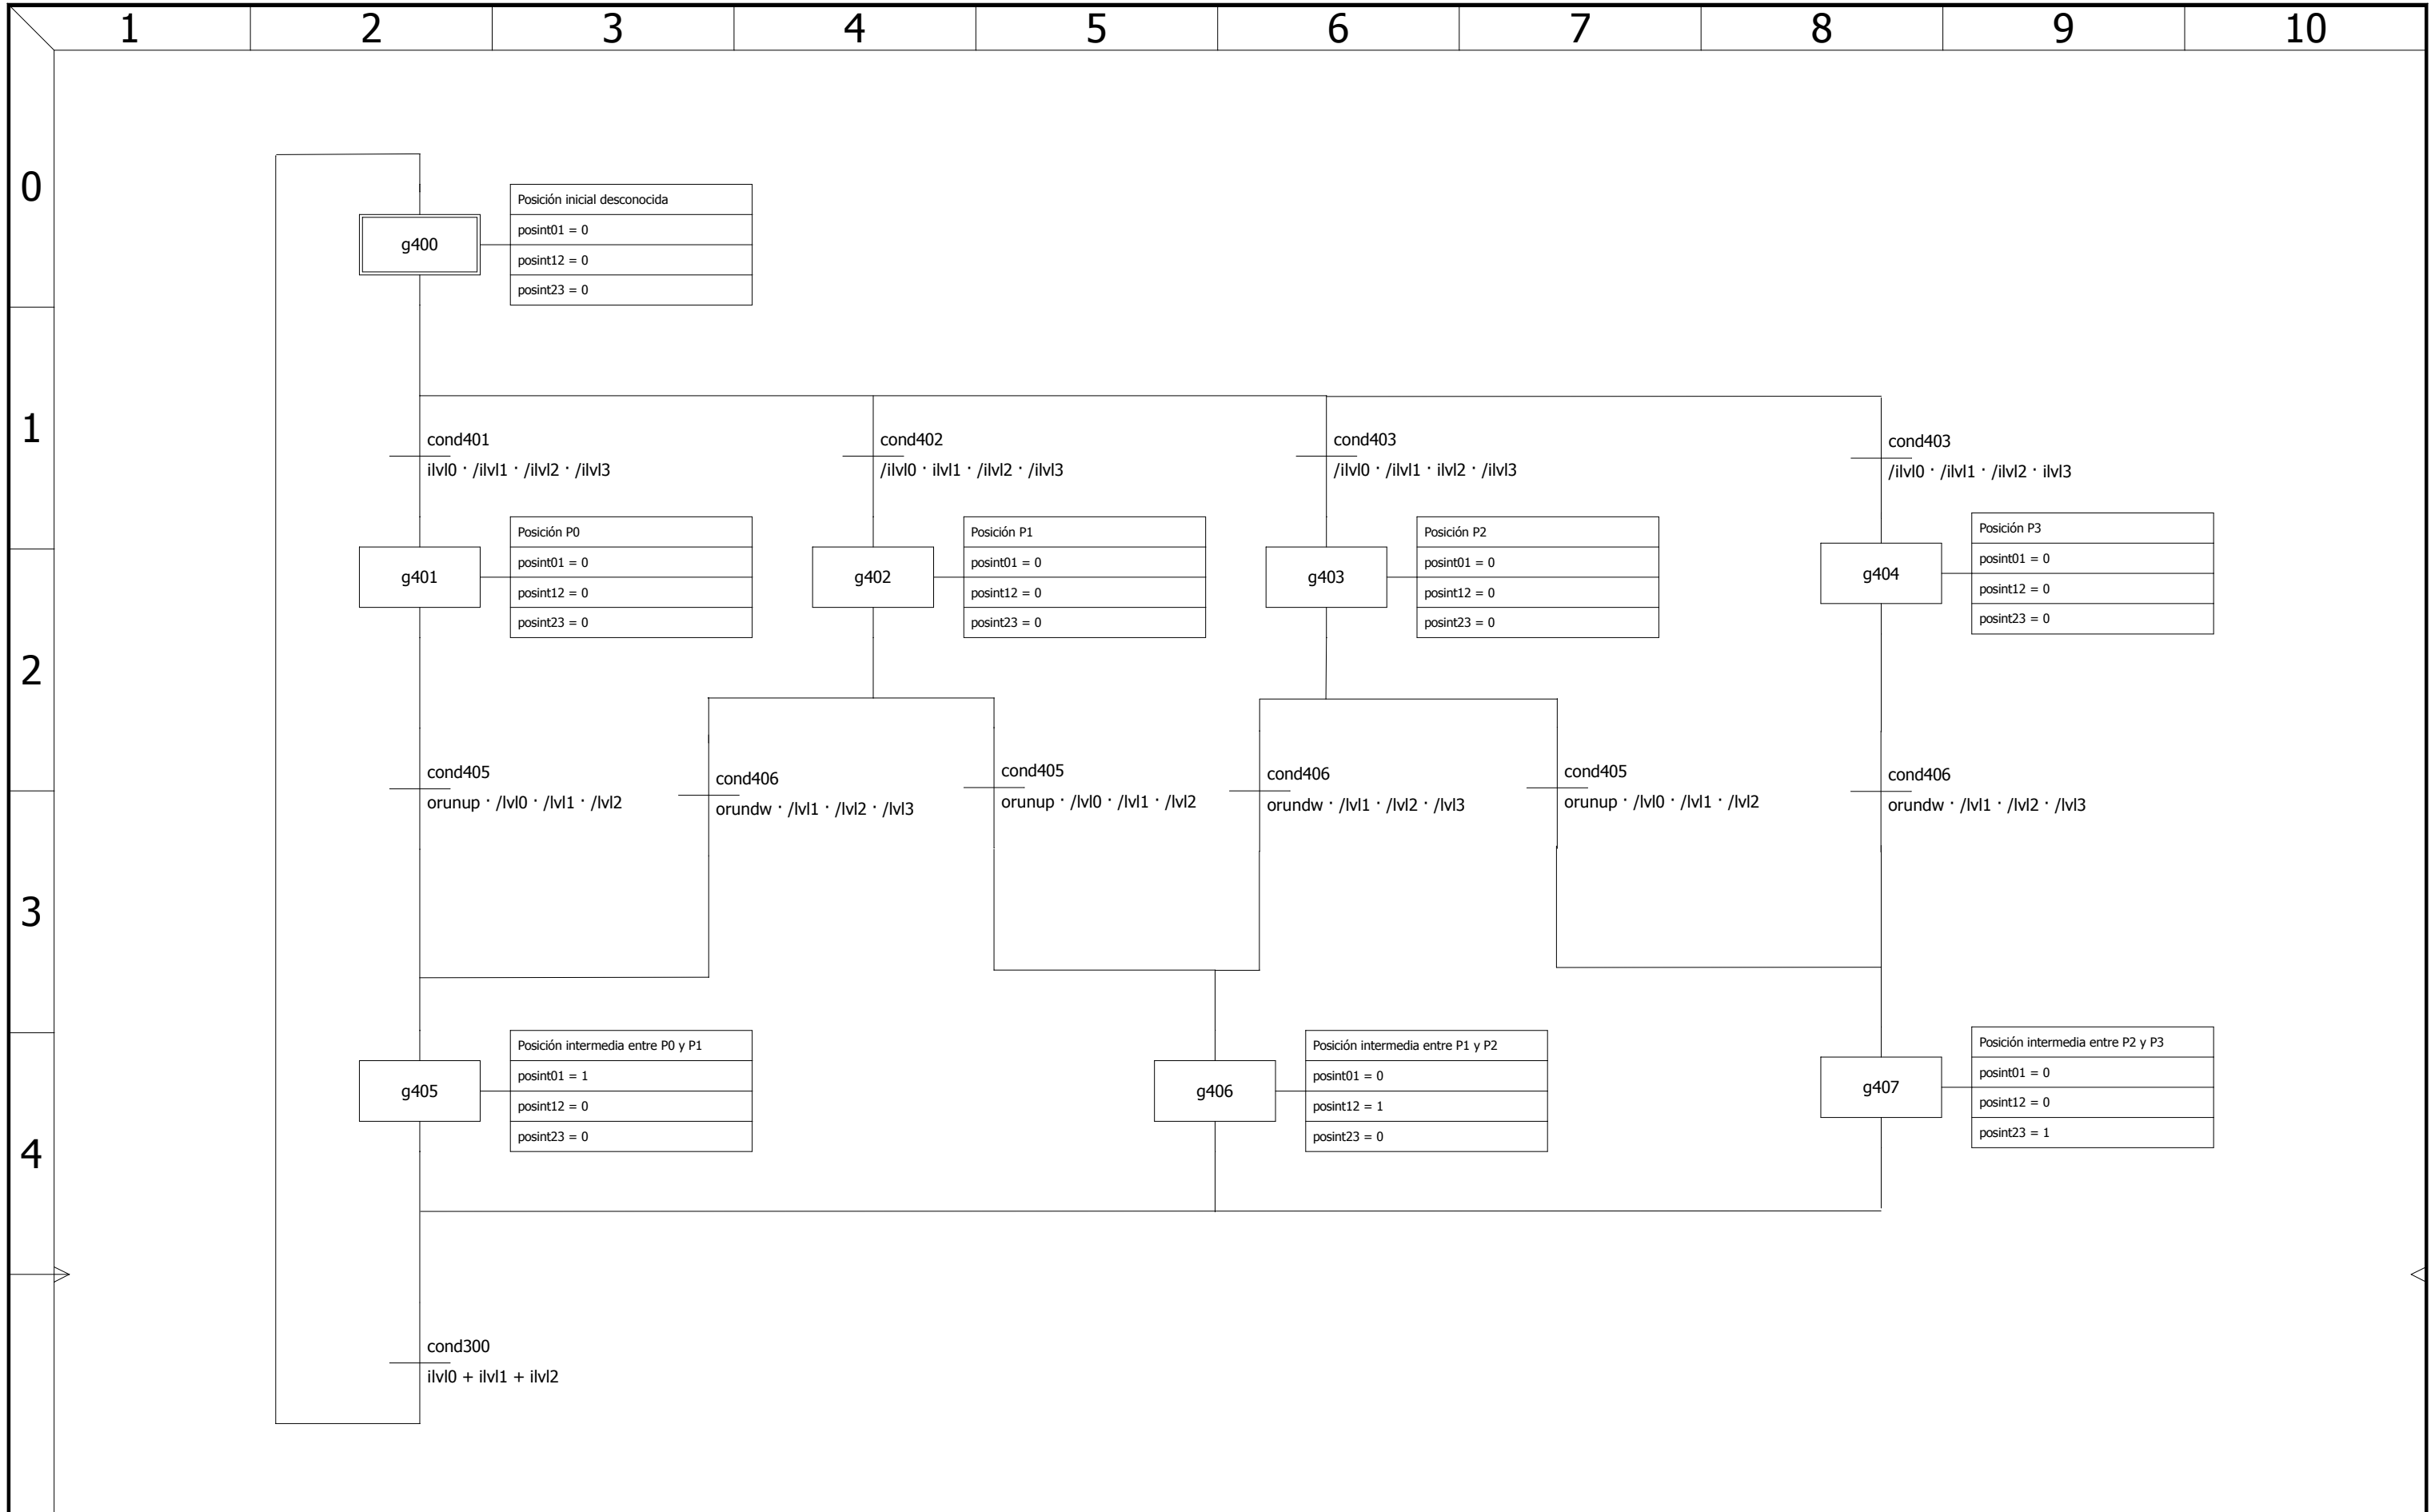 1 2 3 4 5 6 7 8 9 10
0
Posición inicial desconocida
g400
posint01 = 0
posint12 = 0
posint23 = 0
1
cond401
ilvl0 · /ilvl1 · /ilvl2 · /ilvl3
cond402
/ilvl0 · ilvl1 · /ilvl2 · /ilvl3
cond403
/ilvl0 · /ilvl1 · ilvl2 · /ilvl3
cond403
/ilvl0 · /ilvl1 · /ilvl2 · ilvl3
g401
Posición P0
posint01 = 0
posint12 = 0
posint23 = 0
g402
Posición P1
posint01 = 0
posint12 = 0
posint23 = 0
g403
Posición P2
posint01 = 0
posint12 = 0
posint23 = 0
g404
Posición P3
posint01 = 0
posint12 = 0
posint23 = 0
2
cond405
orunup · /lvl0 · /lvl1 · /lvl2
cond406
orundw · /lvl1 · /lvl2 · /lvl3
cond405
orunup · /lvl0 · /lvl1 · /lvl2
cond406
orundw · /lvl1 · /lvl2 · /lvl3
cond405
orunup · /lvl0 · /lvl1 · /lvl2
cond406
orundw · /lvl1 · /lvl2 · /lvl3
3
g405
Posición intermedia entre P0 y P1
posint01 = 1
posint12 = 0
posint23 = 0
g406
Posición intermedia entre P1 y P2
posint01 = 0
posint12 = 1
posint23 = 0
g407
Posición intermedia entre P2 y P3
posint01 = 0
posint12 = 0
posint23 = 1
4
cond300
ilvl0 + ilvl1 + ilvl2